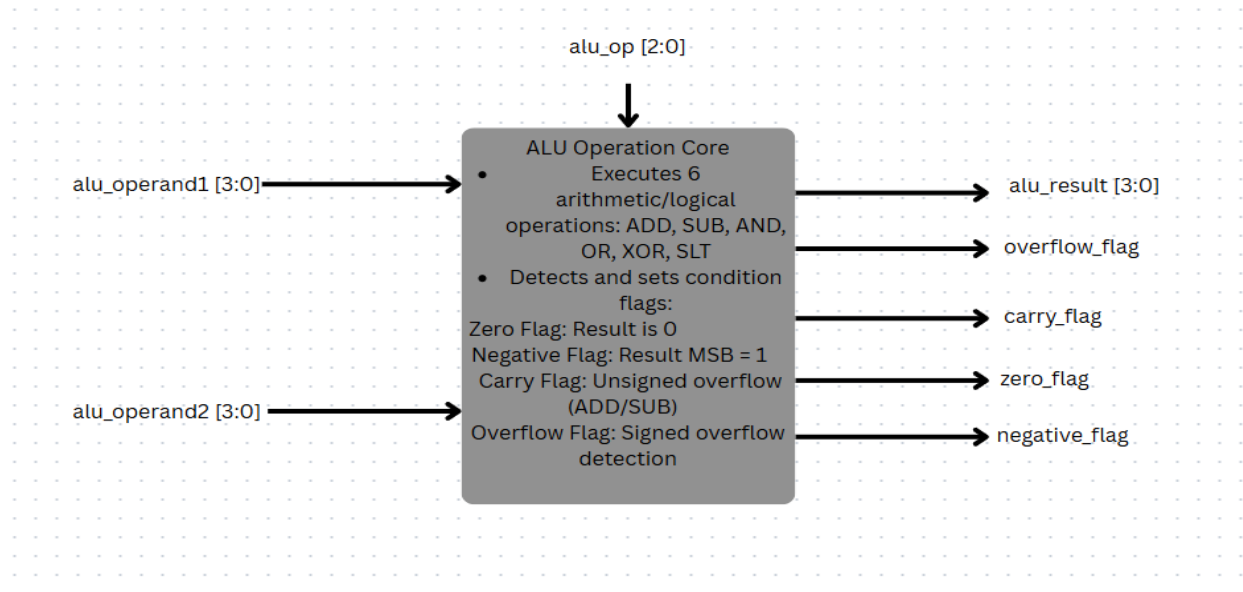 alu_op [2:0]
alu_operand1 [3:0]
alu_operand2 [3:0]
ALU Operation Core
• Executes 6
arithmetic/logical
operations: ADD, SUB, AND,
OR, XOR, SLT
• Detects and sets condition
flags:
Zero Flag: Result is 0
Negative Flag: Result MSB = 1
Carry Flag: Unsigned overflow
(ADD/SUB)
Overflow Flag: Signed overflow
detection
alu_result [3:0]
overflow_flag
carry_flag
zero_flag
negative_flag